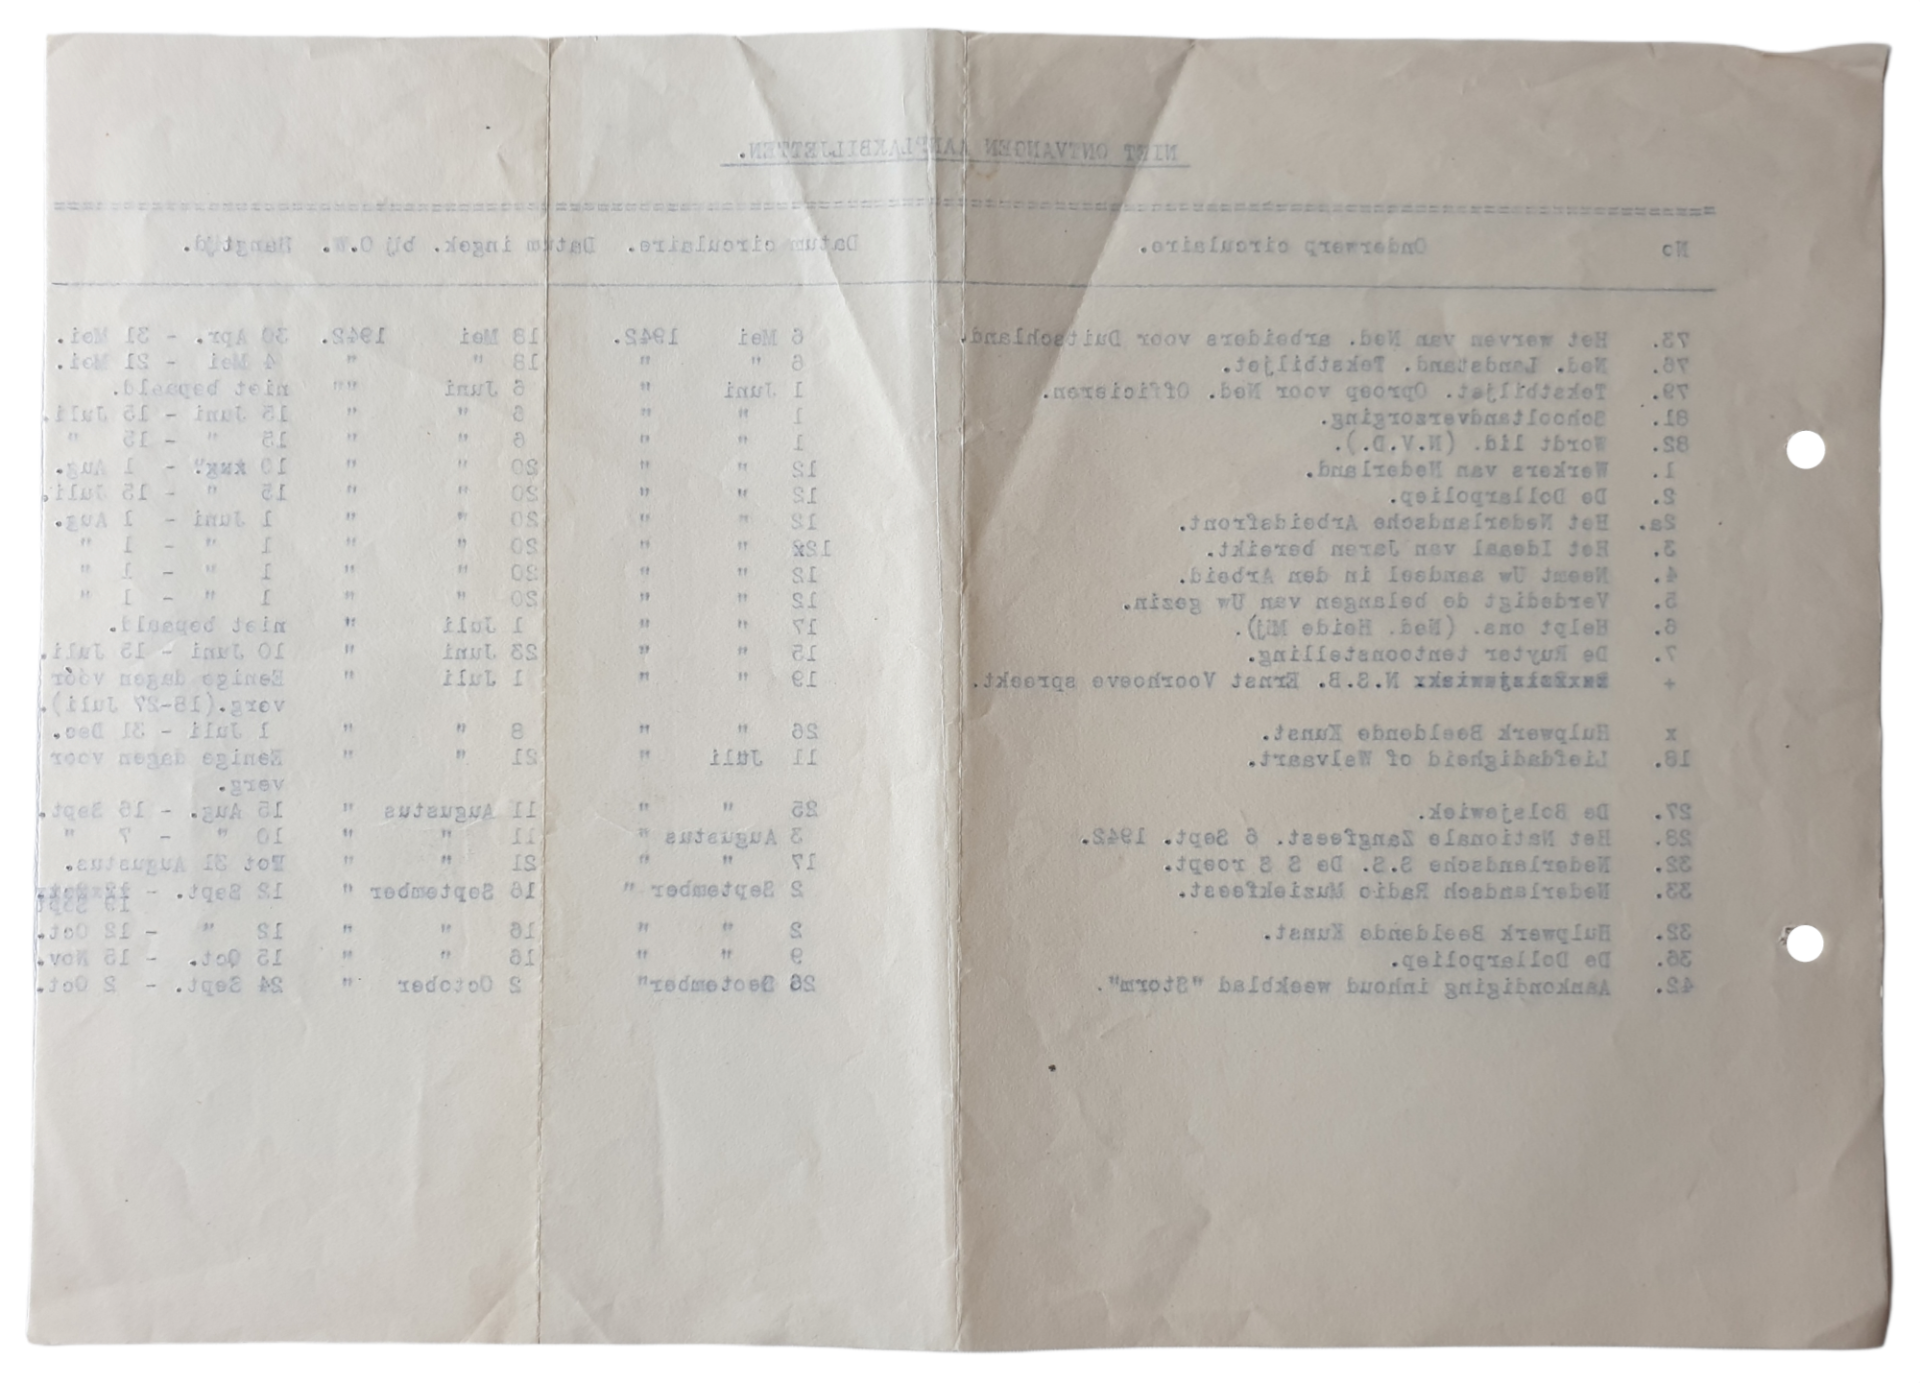 NIET ONTVANGEN AANPLAKBILJETTEN.
No Onderwerp circulaire. Datum circulaire. Datum ingek. bij O.W. Hangtijd.
73. Het werven van Ned. arbeiders voor Duitschland. 6 Mei 1942. 18 Mei 1942. 30 Apr. - 31 Mei.
76. Ned. Landstand. Tekstbiljet. 6 " " 18 " " 4 Mei - 21 Mei.
79. Tekstbiljet. Oproep voor Ned. Officieren. 1 Juni " 6 Juni "" niet bepaeld.
81. Schooltandverzorging. 1 " " 6 " " 15 Juni - 15 Juli.
82. Wordt lid. (N.V.D.). 1 " " 6 " " 15 " - 15 "
1. Werkers van Nederland. 12 " " 20 " " 10 " - 1 Aug.
2. De Dollarpoliep. 12 " " 20 " " 15 " - 15 Juli.
2a. Het Nederlandsche Arbeidsfront. 12 " " 20 " " 1 Juni - 1 Aug.
3. Het Ideaal van Jaren bereikt. 12 " " 20 " " 1 " - 1 "
4. Neemt Uw aandeel in den Arbeid. 12 " " 20 " " 1 " - 1 "
5. Verdedigt de belangen van Uw gezin. 12 " " 20 " " 1 " - 1 "
6. Helpt ons. (Ned. Heide Mij). 17 " " 1 Juli " niet bepaeld.
7. De Ruyter tentoonstelling. 15 " " 23 Juni " 10 Juni - 15 Juli.
+ N.S.B. Ernst Voorhoeve spreekt. 19 " " 1 Juli " Eenige dagen vóór
verg.(18-27 Juli).
x Hulpwerk Beeldende Kunst. 26 " " 8 " " 1 Juli - 31 Dec.
18. Liefdadigheid of Welvaart. 11 Juli " 21 " " Eenige dagen voor
verg.
27. De Bolsjewiek. 25 " " 11 Augustus " 15 Aug. - 16 Sept.
28. Het Nationale Zangfeest. 6 Sept. 1942. 3 Augustus " 11 " " 10 " - 7 "
32. Nederlandsche S.S. De S S roept. 17 " " 21 " " Tot 31 Augustus.
33. Nederlandsch Radio Muziekfeest. 2 September " 16 September " 12 Sept. -
19 Sept
32. Hulpwerk Beeldende Kunst. 2 " " 16 " " 12 " - 12 Oct.
36. De Dollarpoliep. 9 " " 16 " " 15 Oct. - 15 Nov.
42. Aankondiging inhoud weekblad "Storm". 26 September" 2 October " 24 Sept. - 2 Oct.